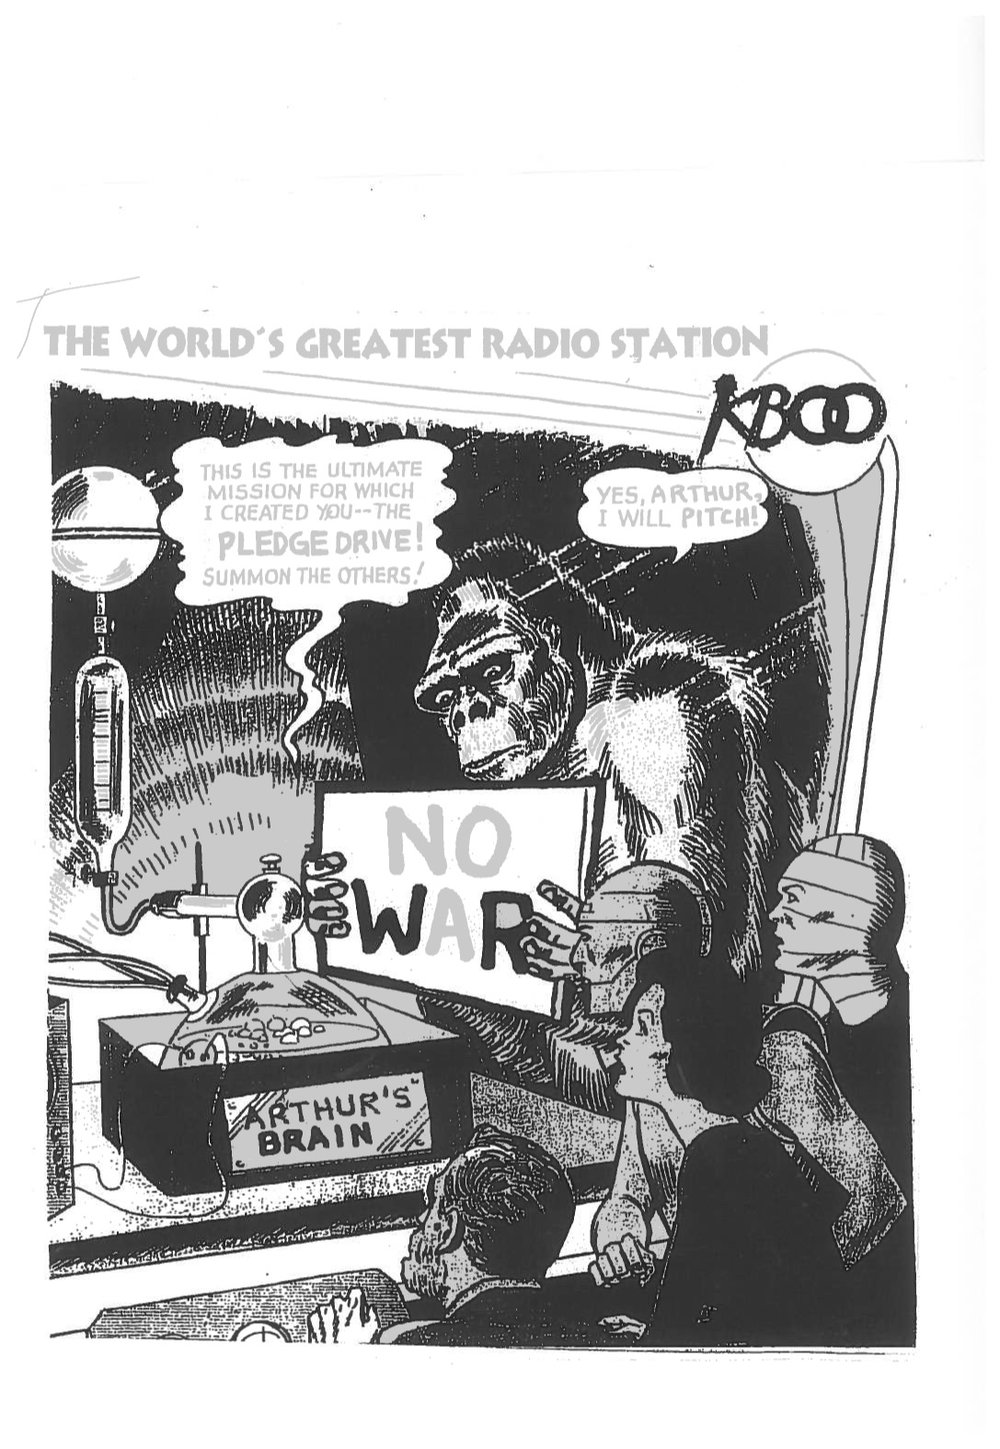 THE WORLD'S GREATEST RADIO STATION
KBOO
THIS IS THE ULTIMATE
MISSION FOR WHICH
I CREATED YOU--THE
PLEDGE DRIVE!
SUMMON THE OTHERS!
YES, ARTHUR,
I WILL PITCH!
NO
WAR
ARTHUR'S
BRAIN